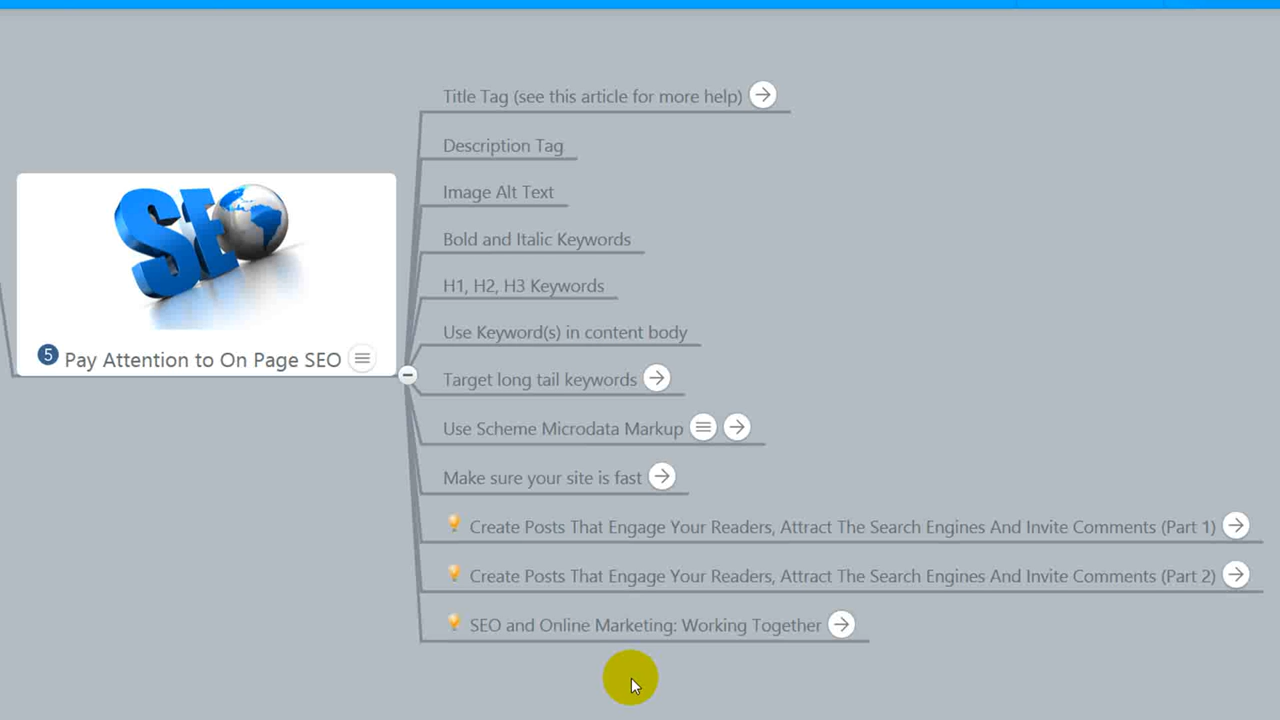 SEO
5 Pay Attention to On Page SEO
Title Tag (see this article for more help)
Description Tag
Image Alt Text
Bold and Italic Keywords
H1, H2, H3 Keywords
Use Keyword(s) in content body
Target long tail keywords
Use Scheme Microdata Markup
Make sure your site is fast
Create Posts That Engage Your Readers, Attract The Search Engines And Invite Comments (Part 1)
Create Posts That Engage Your Readers, Attract The Search Engines And Invite Comments (Part 2)
SEO and Online Marketing: Working Together